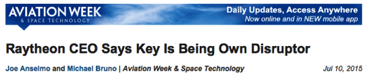 AVIATION WEEK
& SPACE TECHNOLOGY
Daily Updates, Access Anywhere
Now online and in NEW mobile app
Raytheon CEO Says Key Is Being Own Disruptor
Joe Anselmo and Michael Bruno | Aviation Week & Space Technology Jul 10, 2015